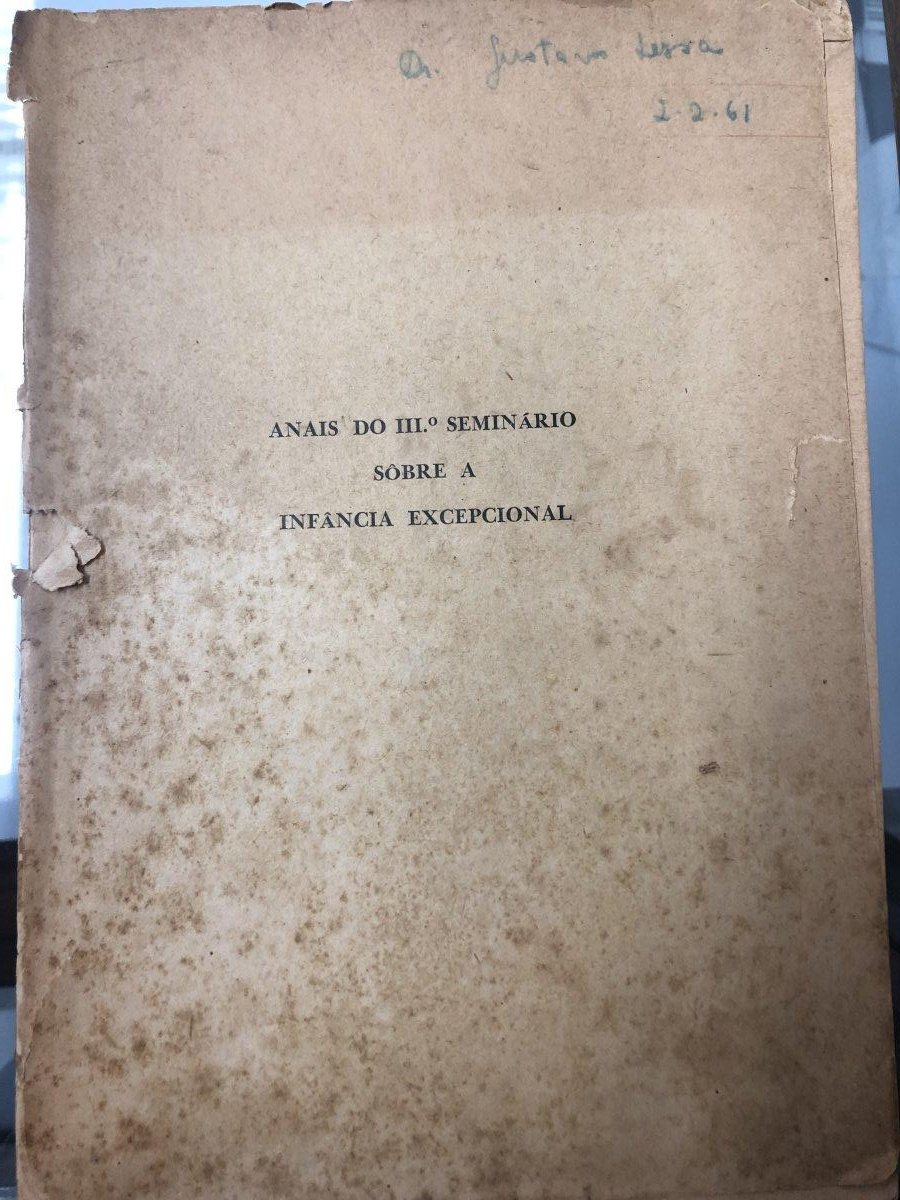 Dr. Gustavo Lessa
2.2.61
ANAIS DO III.º SEMINÁRIO
SÔBRE A
INFÂNCIA EXCEPCIONAL